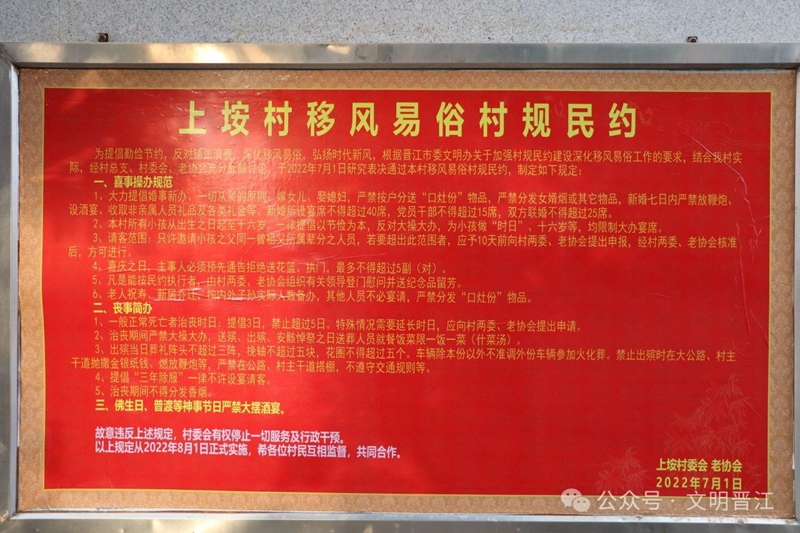 上垵村移风易俗村规民约
为提倡勤俭节约,反对铺张浪费,深化移风易俗,弘扬时代新风,根据晋江市委文明办关于加强村规民约建设深化移风易俗工作的要求,结合我村实
际,经村总支、村委会、老协会充分酝酿讨论,于2022年7月1日研究表决通过本村移风易俗村规民约,制定如下规定:
一、喜事操办规范
1、大力提倡婚事新办,一切从简的原则,嫁女儿、娶媳妇,严禁按户分送“口灶份”物品、严禁分发女婿烟或其它物品,新婚七日内严禁放鞭炮、
设酒宴、收取非亲属人员礼品及各类礼金等。新婚所设宴席不得超过40席,党员干部不得超过15席,双方联婚不得超过25席。
2、本村所有小孩从出生之日起至十六岁,一律提倡以节俭为本,反对大操大办,为小孩做“时日”、十六岁等,均限制大办宴席。
3、请客范围:只许邀请小孩之父同一曾祖父所属辈分之人员,若要超出此范围者,应予10天前向村两委、老协会提出申报,经村两委、老协会核准
后,方可进行。
4、喜庆之日,主事人必须预先通告拒绝送花篮、拱门,最多不得超过5副(对)。
5、凡是能按民约执行者,由村两委、老协会组织有关领导登门慰问并送纪念品留芳。
6、老人祝寿、新居乔迁,按内外子抄实际人数备办,其他人员不必宴请,严禁分发“口灶份”物品。
二、丧事简办
1、一般正常死亡者治丧时日:提倡3日,禁止超过5日。特殊情况需要延长时日,应向村两委、老协会提出申请。
2、治丧期间严禁大操大办,送殡、出殡、安骸悼祭之日送葬人员就餐饭菜限一饭一菜(什菜汤)。
3、出殡当日葬礼阵头不超过三阵,挽轴不超过五块,花圈不得超过五个。车辆除本份以外不准调外份车辆参加火化葬。禁止出殡时在大公路、村主
干道抛撒金银纸钱、燃放鞭炮等,严禁在公路、村主干道搭棚,不遵守交通规则等。
4、提倡“三年除服”一律不许设宴请客。
5、治丧期间不得分发香烟。
三、佛生日、普渡等神事节日严禁大摆酒宴。
故意违反上述规定,村委会有权停止一切服务及行政干预。
以上规定从2022年8月1日正式实施,希各位村民互相监督,共同合作。
上垵村委会 老协会
2022年7月1日
公众号·文明晋江